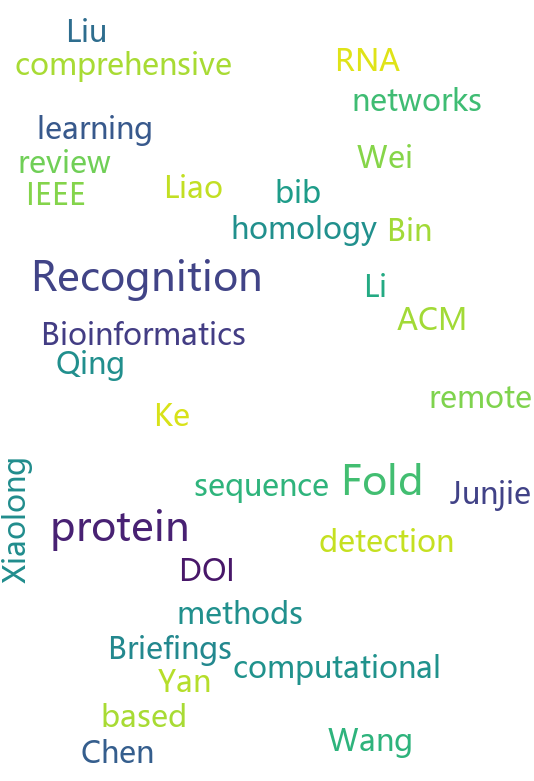 Liu
comprehensive
RNA
networks
learning
review
Wei
IEEE
Liao
bib
homology
Bin
Recognition
Li
ACM
Bioinformatics
Qing
remote
Ke
Xiaolong
sequence
Fold
Junjie
protein
detection
DOI
methods
Briefings
computational
Yan
based
Wang
Chen